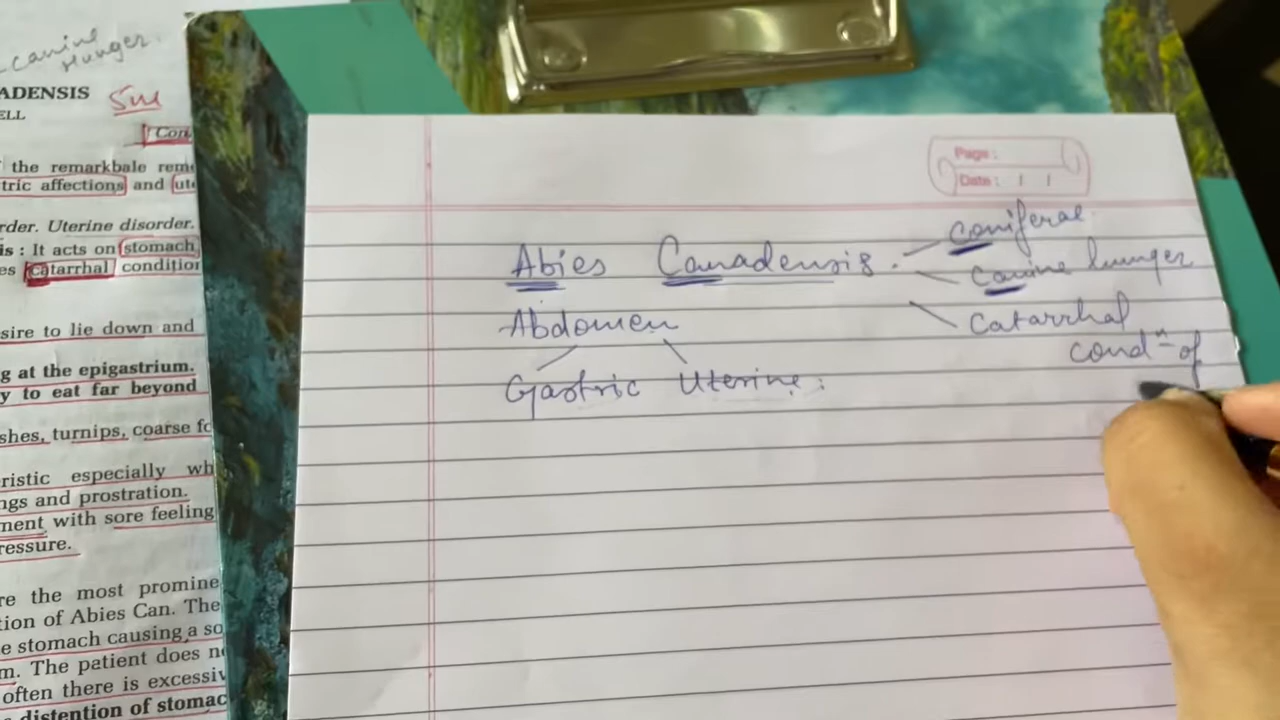 canine
Hunger.
ADENSIS
ELL
Con
the remarkbale rem
tric affections and ut
rder. Uterine disorder.
is : It acts on stomach,
es catarrhal condition
sire to lie down and
g at the epigastrium.
y to eat far beyond
shes, turnips, coarse fo
ristic especially wh
ngs and prostration.
ment with sore feeling
ressure.
re the most promine
tion of Abies Can. The
e stomach causing a so
m. The patient does n
often there is excessiv
distention of stomac
Page :
Date : / /
Abies Canadensis.
Coniferae.
Canine hunger
Catarrhal
condn of
Abdomen
Gastric Uterine :